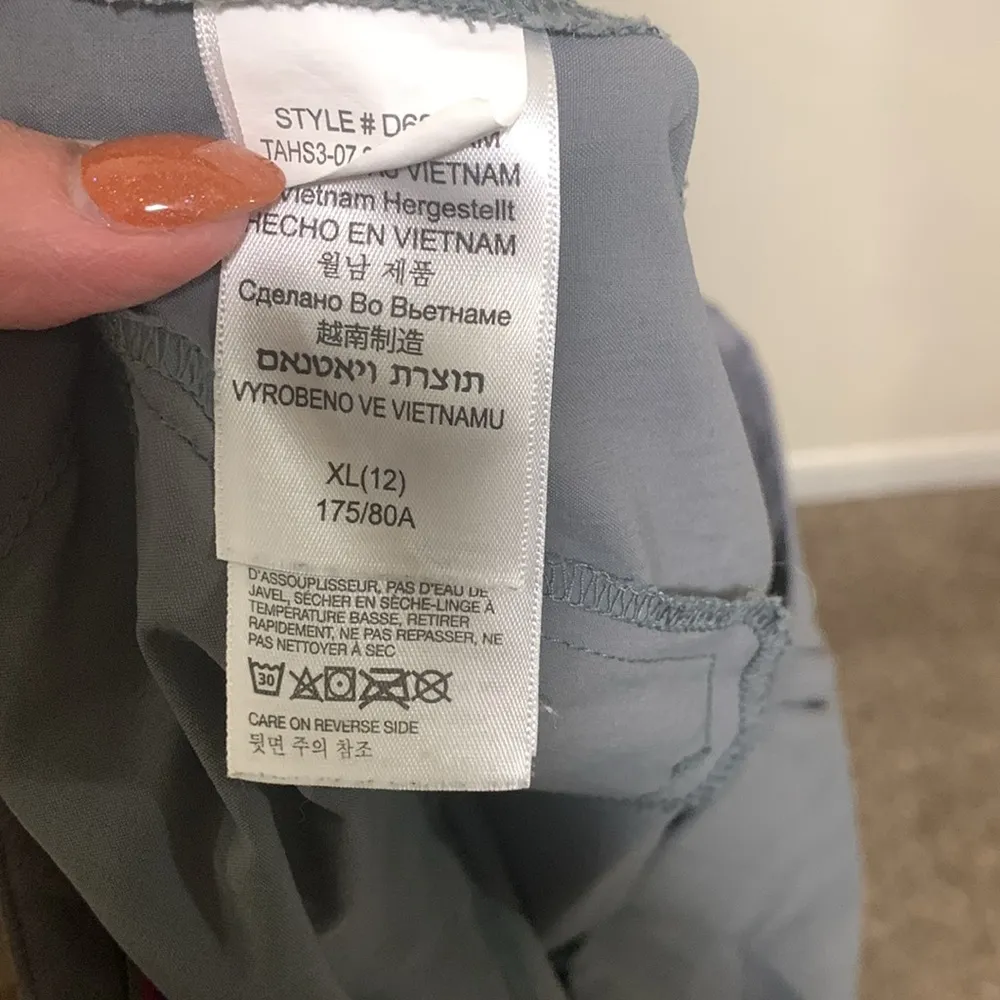 STYLE # D6
TAHS3-07
VIETNAM
Vietnam Hergestellt
HECHO EN VIETNAM
월남 제품
Сделано Во Вьетнаме
越南制造
תוצרת ויאטנאם
VYROBENO VE VIETNAMU
XL(12)
175/80A
D'ASSOUPLISSEUR, PAS D'EAU DE
JAVEL, SÉCHER EN SÈCHE-LINGE À
TEMPÉRATURE BASSE, RETIRER
RAPIDEMENT, NE PAS REPASSER, NE
PAS NETTOYER À SEC
30
CARE ON REVERSE SIDE
뒷면 주의 참조